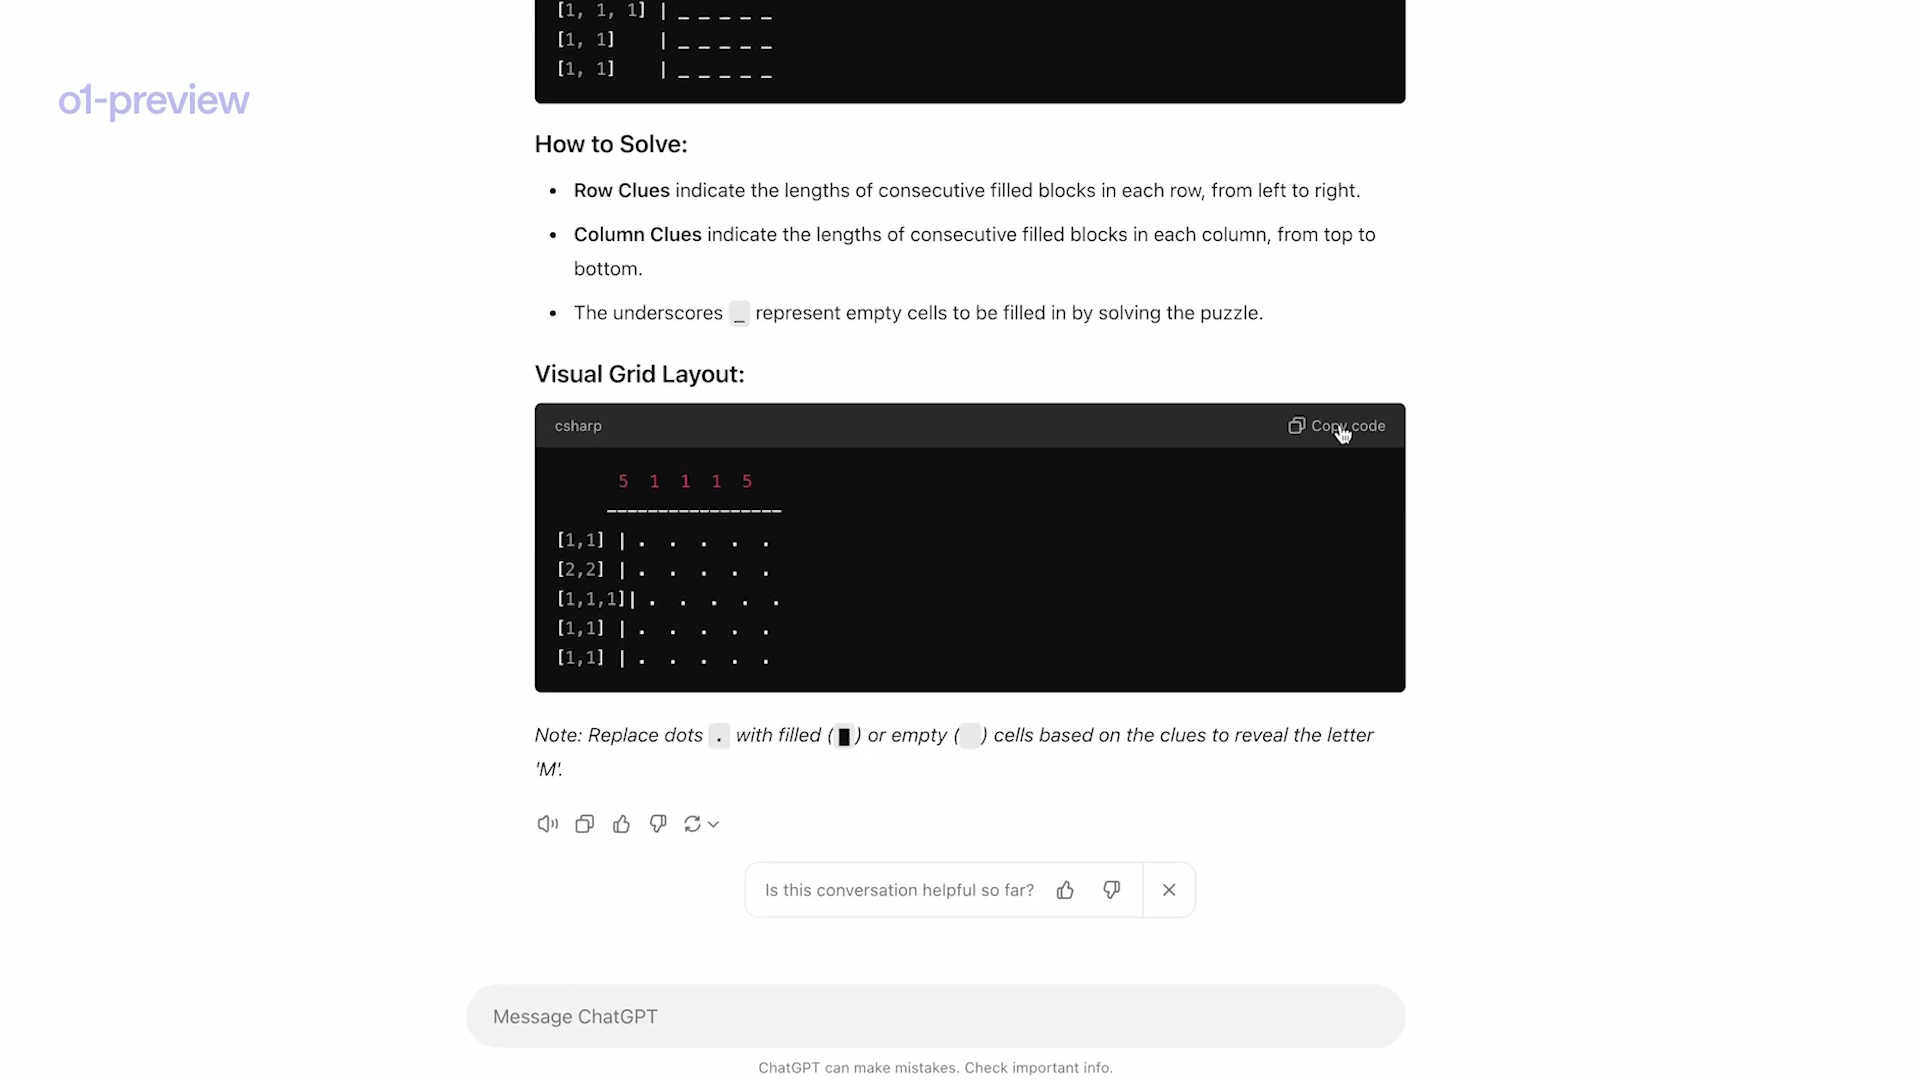 [1, 1, 1] | _ _ _ _ _
[1, 1]    | _ _ _ _ _
[1, 1]    | _ _ _ _ _
o1-preview
How to Solve:
• Row Clues indicate the lengths of consecutive filled blocks in each row, from left to right.
• Column Clues indicate the lengths of consecutive filled blocks in each column, from top to
bottom.
• The underscores _ represent empty cells to be filled in by solving the puzzle.
Visual Grid Layout:
csharp Copy code
5 1 1 1 5
-----------------
[1,1] | . . . . .
[2,2] | . . . . .
[1,1,1]| . . . . .
[1,1] | . . . . .
[1,1] | . . . . .
Note: Replace dots . with filled (█) or empty ( ) cells based on the clues to reveal the letter
'M'.
Is this conversation helpful so far?
Message ChatGPT
ChatGPT can make mistakes. Check important info.